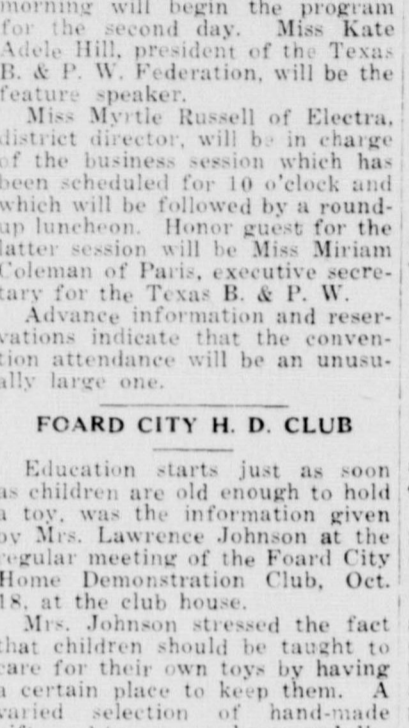 morning will begin the program
for the second day. Miss Kate
Adele Hill, president of the Texas
B. & P. W. Federation, will be the
feature speaker.
Miss Myrtle Russell of Electra,
district director, will be in charge
of the business session which has
been scheduled for 10 o'clock and
which will be followed by a round-
up luncheon. Honor guest for the
latter session will be Miss Miriam
Coleman of Paris, executive secre-
tary for the Texas B. & P. W.
Advance information and reser-
vations indicate that the conven-
tion attendance will be an unusu-
ally large one.
FOARD CITY H. D. CLUB
Education starts just as soon
as children are old enough to hold
a toy, was the information given
by Mrs. Lawrence Johnson at the
regular meeting of the Foard City
Home Demonstration Club, Oct.
18, at the club house.
Mrs. Johnson stressed the fact
that children should be taught to
care for their own toys by having
a certain place to keep them. A
varied selection of hand-made